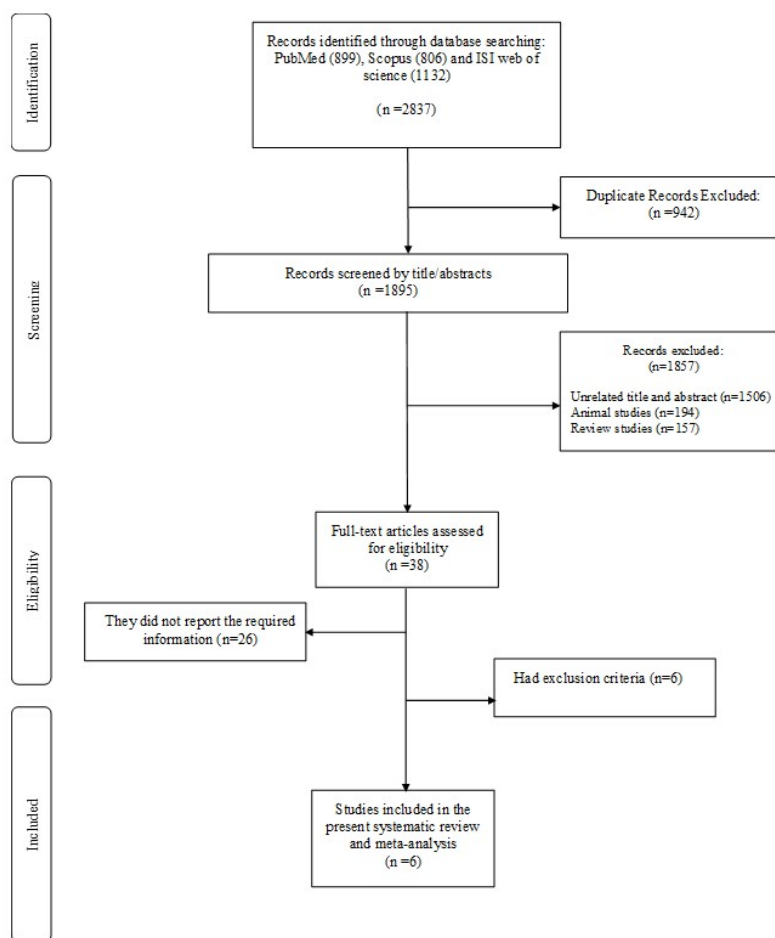 Identification
Records identified through database searching:
PubMed (899), Scopus (806) and ISI web of
science (1132)
(n =2837)
Screening
Duplicate Records Excluded:
(n =942)
Records screened by title/abstracts
(n =1895)
Records excluded:
(n=1857)
Unrelated title and abstract (n=1506)
Animal studies (n=194)
Review studies (n=157)
Eligibility
Full-text articles assessed
for eligibility
(n =38)
They did not report the required
information (n=26)
Had exclusion criteria (n=6)
Included
Studies included in the
present systematic review
and meta-analysis
(n =6)